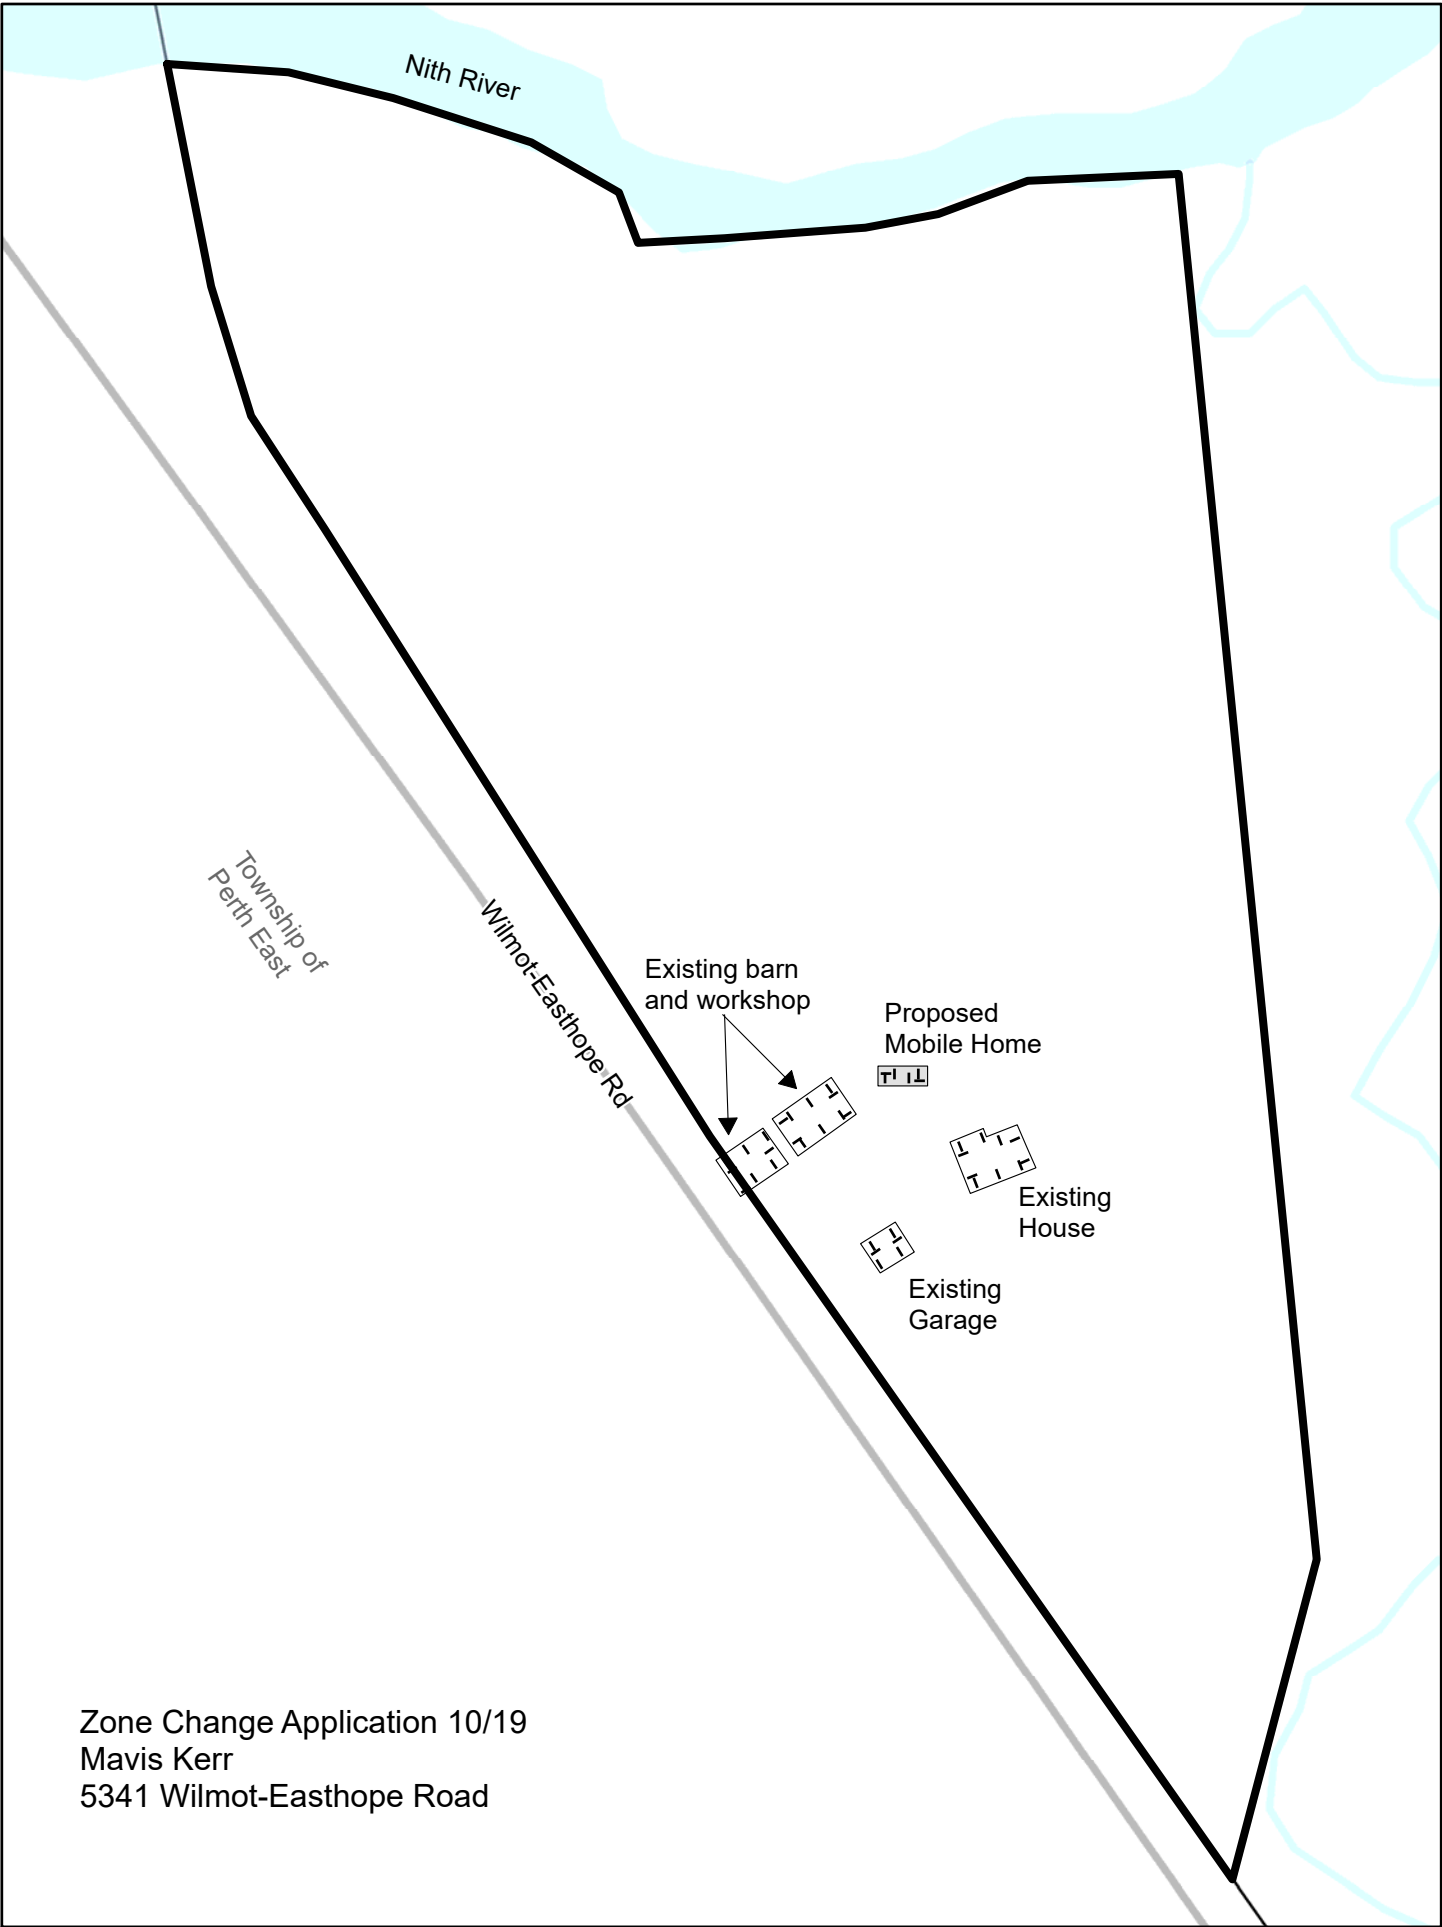 Nith River
Township of
Perth East
Wilmot-Easthope Rd
Existing barn
and workshop
Proposed
Mobile Home
Existing
House
Existing
Garage
Zone Change Application 10/19
Mavis Kerr
5341 Wilmot-Easthope Road